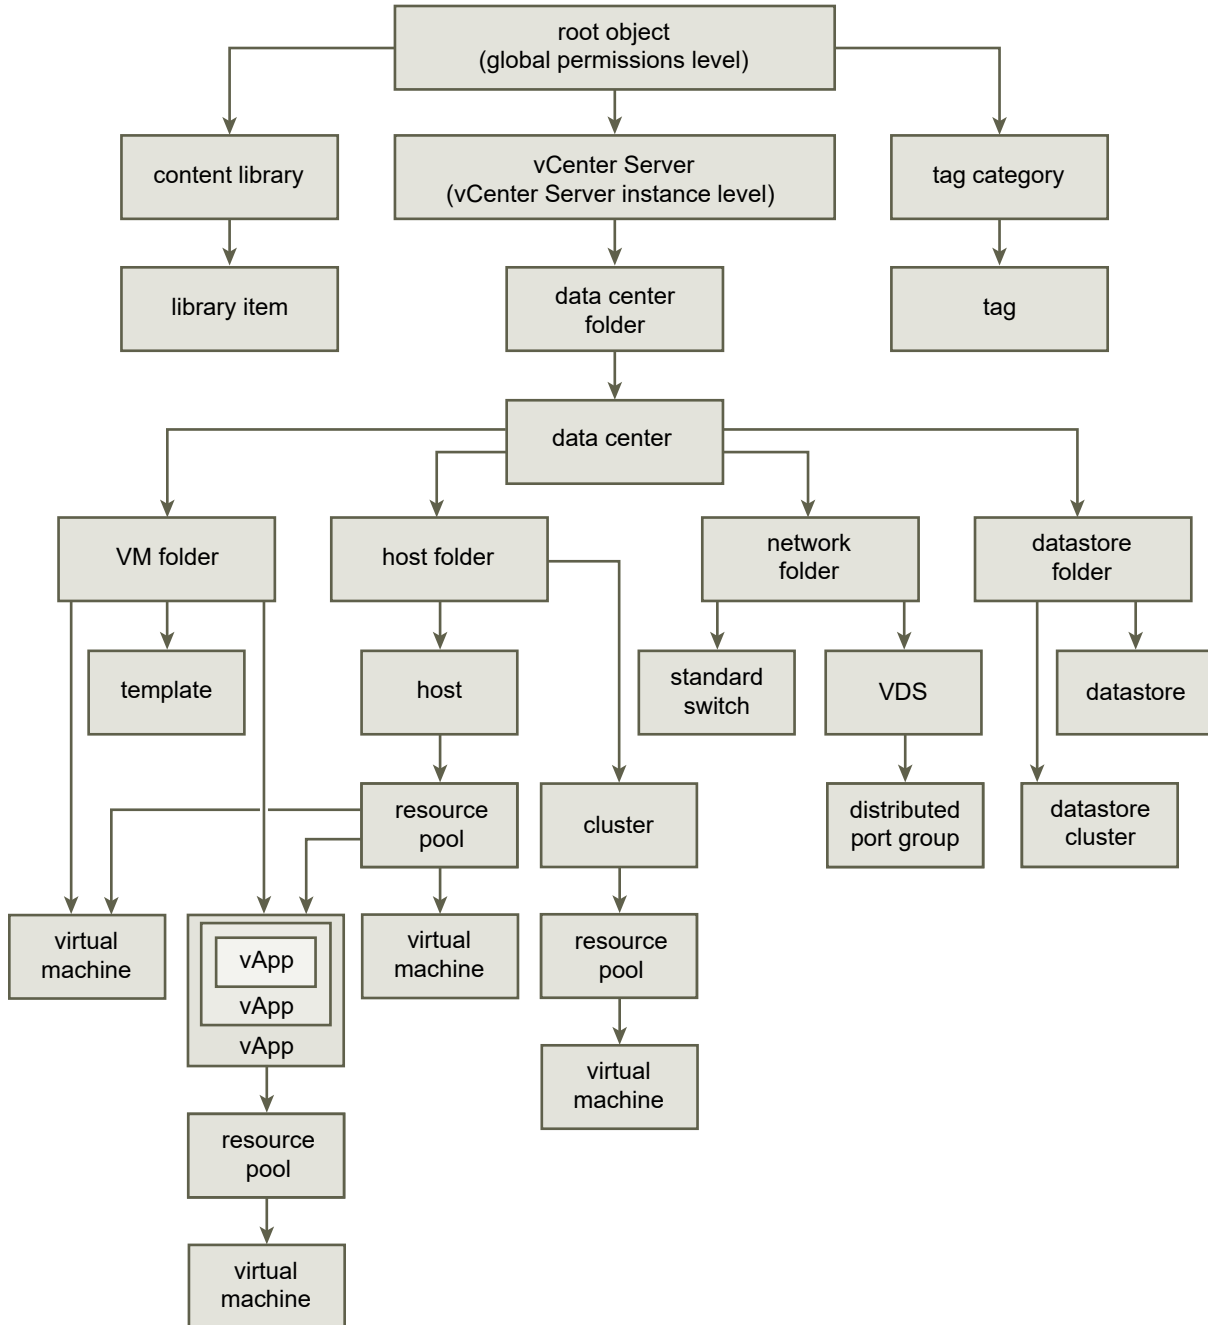 root object
(global permissions level)
content library
vCenter Server
(vCenter Server instance level)
tag category
library item
data center
folder
tag
data center
VM folder
host folder
network
folder
datastore
folder
template
host
standard
switch
VDS
datastore
resource
pool
cluster
distributed
port group
datastore
cluster
virtual
machine
vApp
vApp
vApp
virtual
machine
resource
pool
virtual
machine
resource
pool
virtual
machine